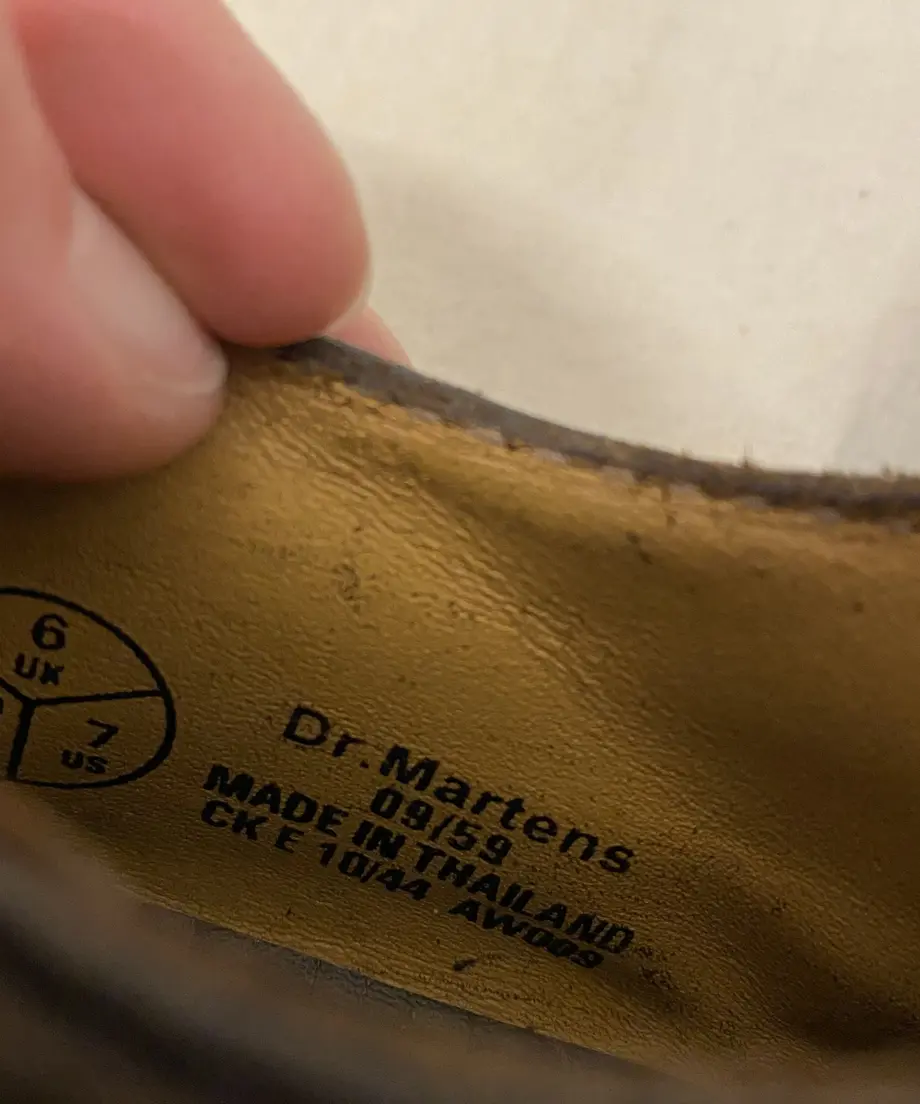 6
UK
7
US
Dr.Martens
09/59
MADE IN THAILAND
CK E 10/44 AW009